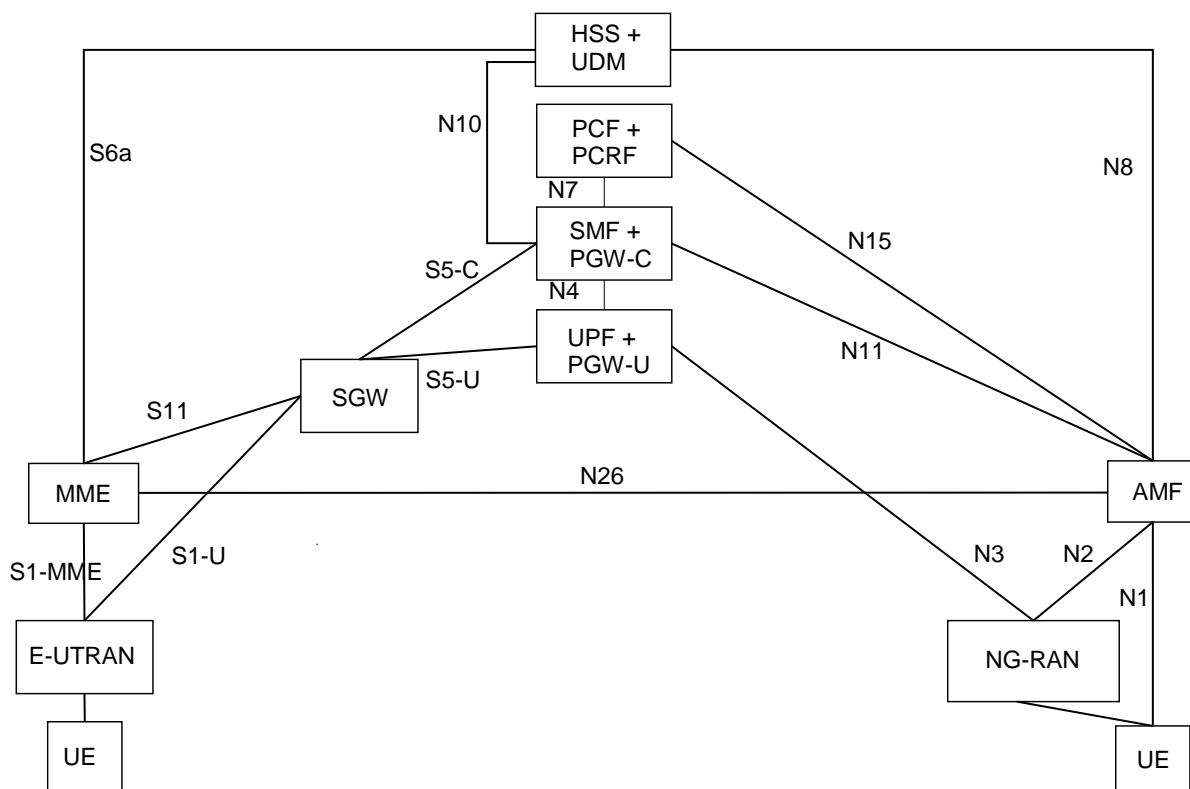 HSS +
UDM
N10
PCF +
PCRF
S6a
N8
N7
SMF +
PGW-C
N15
S5-C
N4
UPF +
PGW-U
N11
S5-U
SGW
S11
N26
MME
AMF
S1-U
N3
N2
S1-MME
N1
E-UTRAN
NG-RAN
UE
UE